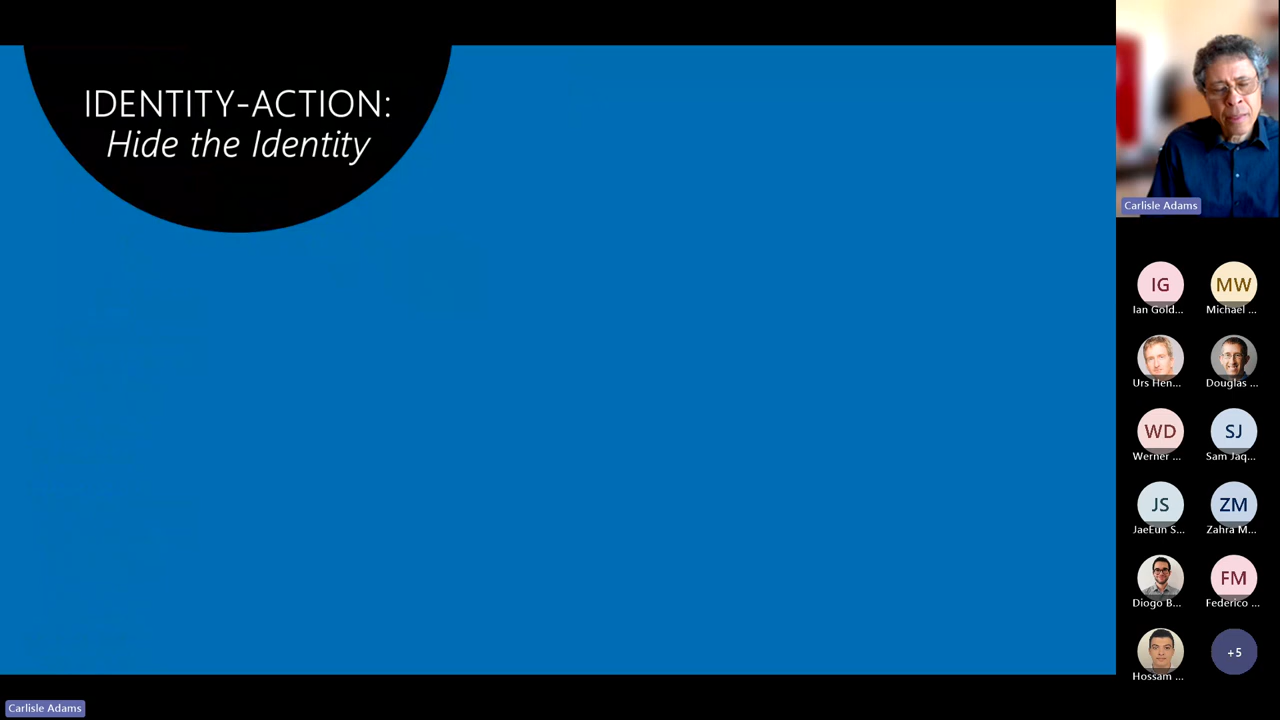 IDENTITY-ACTION:
Hide the Identity
Carlisle Adams
IG
Ian Gold...
MW
Michael ...
Urs Hen...
Douglas ...
WD
Werner ...
SJ
Sam Jaq...
JS
JaeEun S...
ZM
Zahra M...
Diogo B...
FM
Federico ...
Hossam ...
+5
Carlisle Adams